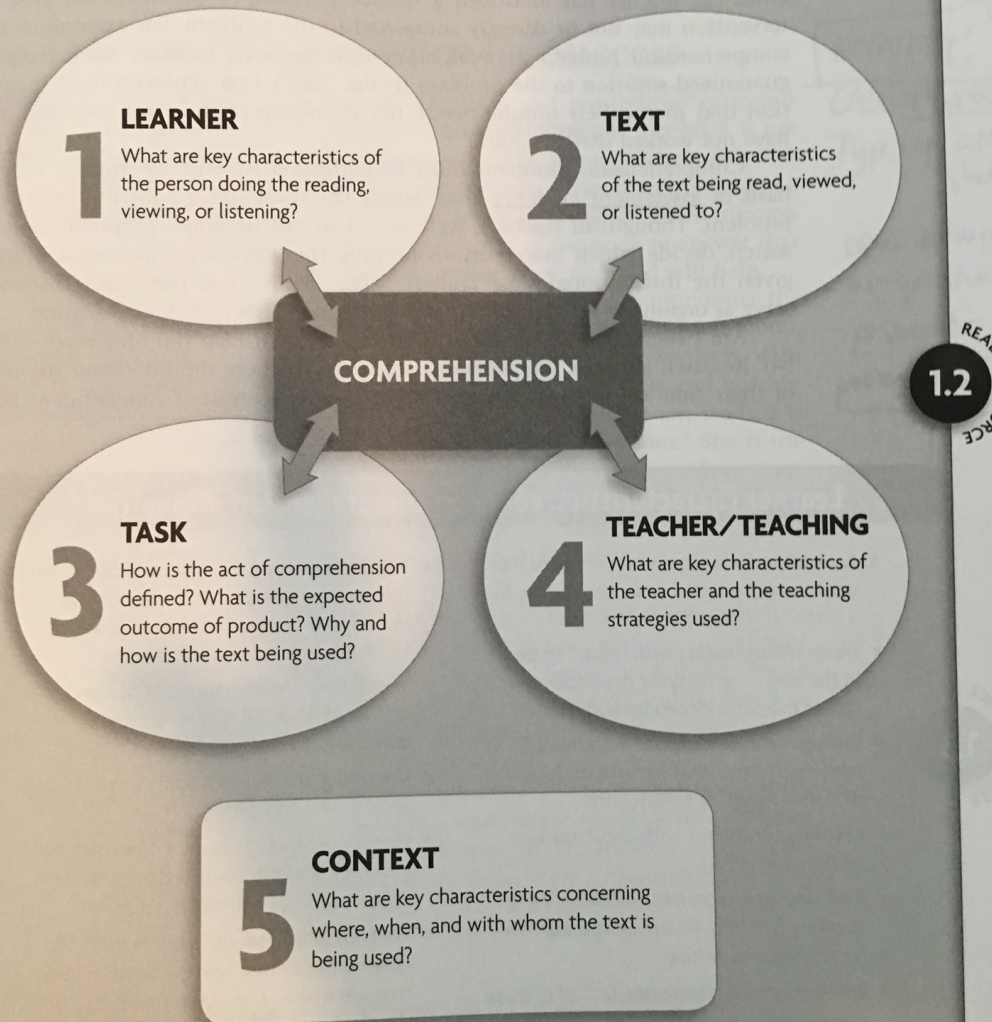 1
LEARNER
What are key characteristics of
the person doing the reading,
viewing, or listening?
2
TEXT
What are key characteristics
of the text being read, viewed,
or listened to?
COMPREHENSION
1.2
3
TASK
How is the act of comprehension
defined? What is the expected
outcome of product? Why and
how is the text being used?
4
TEACHER/TEACHING
What are key characteristics of
the teacher and the teaching
strategies used?
5
CONTEXT
What are key characteristics concerning
where, when, and with whom the text is
being used?